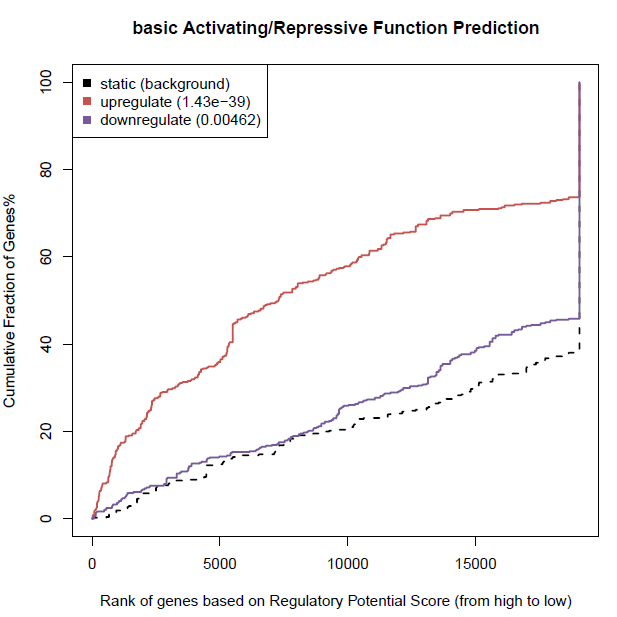 basic Activating/Repressive Function Prediction
static (background)
upregulate (1.43e−39)
downregulate (0.00462)
Cumulative Fraction of Genes%
100
80
60
40
20
0
0 5000 10000 15000
Rank of genes based on Regulatory Potential Score (from high to low)